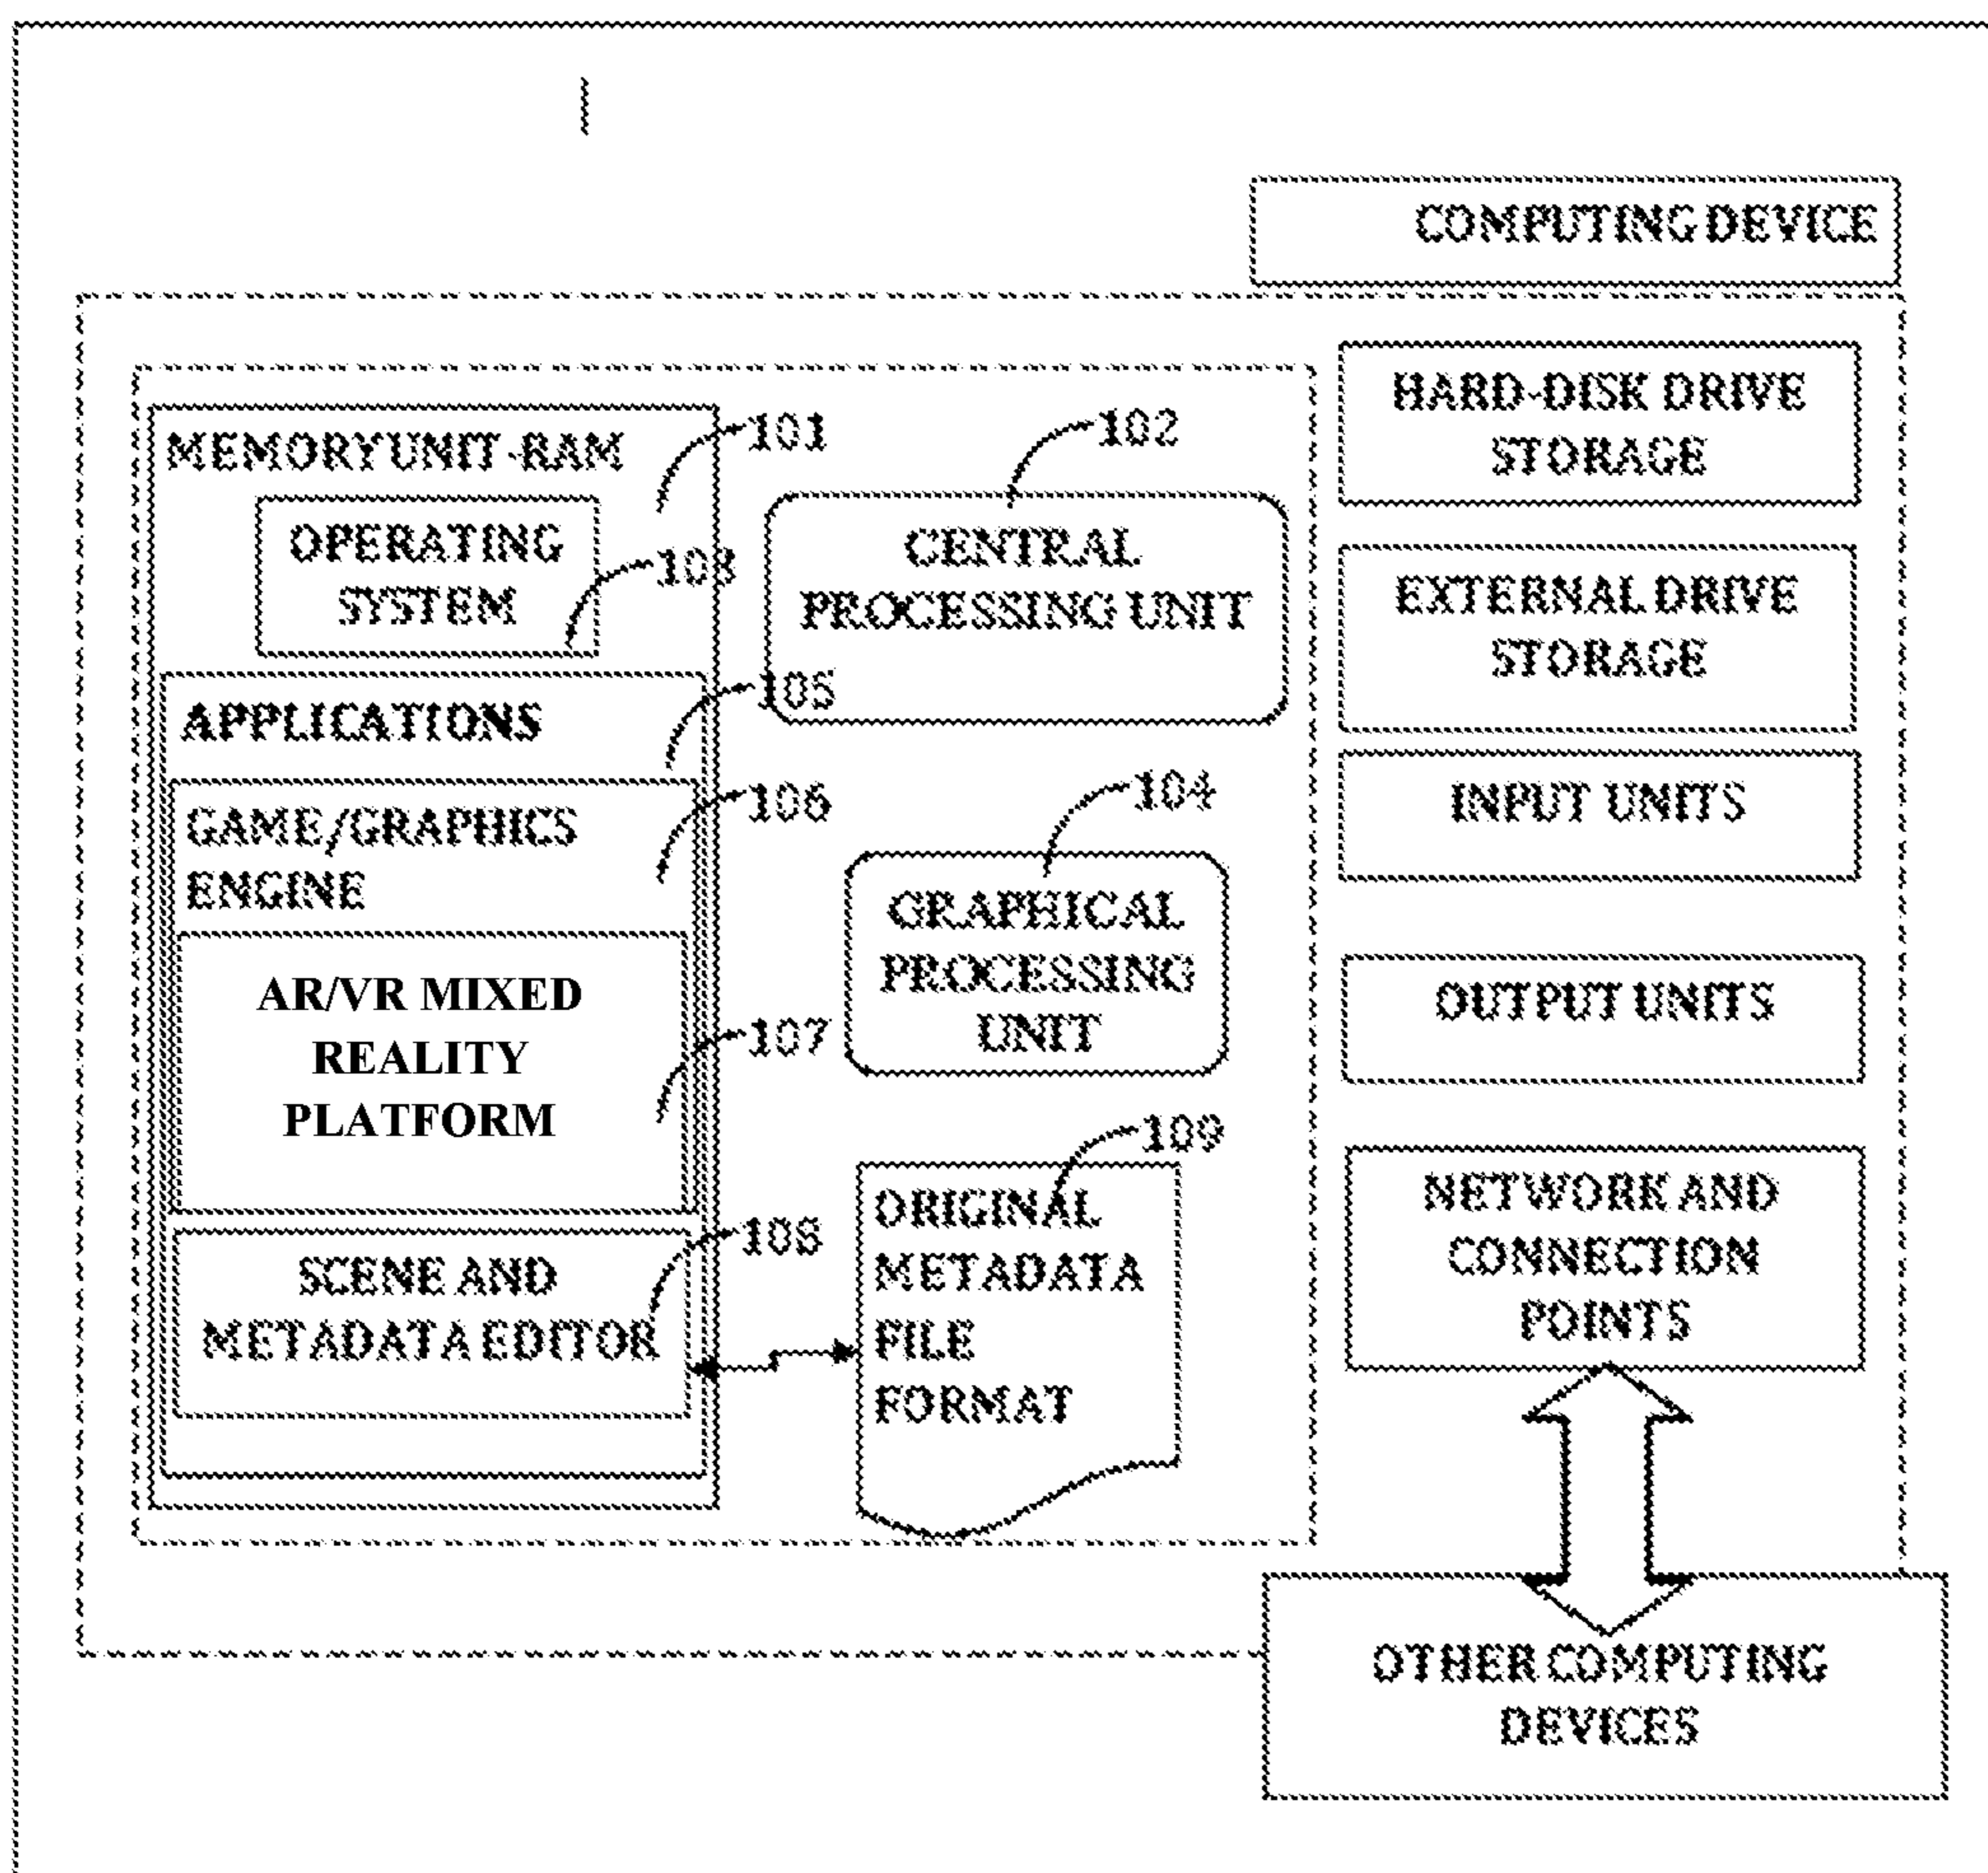 COMPUTING DEVICE
MEMORY UNIT-RAM
101
OPERATING
SYSTEM
103
APPLICATIONS
105
GAME/GRAPHICS
ENGINE
106
AR/VR MIXED
REALITY
PLATFORM
107
SCENE AND
METADATA EDITOR
108
102
CENTRAL
PROCESSING UNIT
104
GRAPHICAL
PROCESSING
UNIT
109
ORIGINAL
METADATA
FILE
FORMAT
HARD-DISK DRIVE
STORAGE
EXTERNAL DRIVE
STORAGE
INPUT UNITS
OUTPUT UNITS
NETWORK AND
CONNECTION
POINTS
OTHER COMPUTING
DEVICES